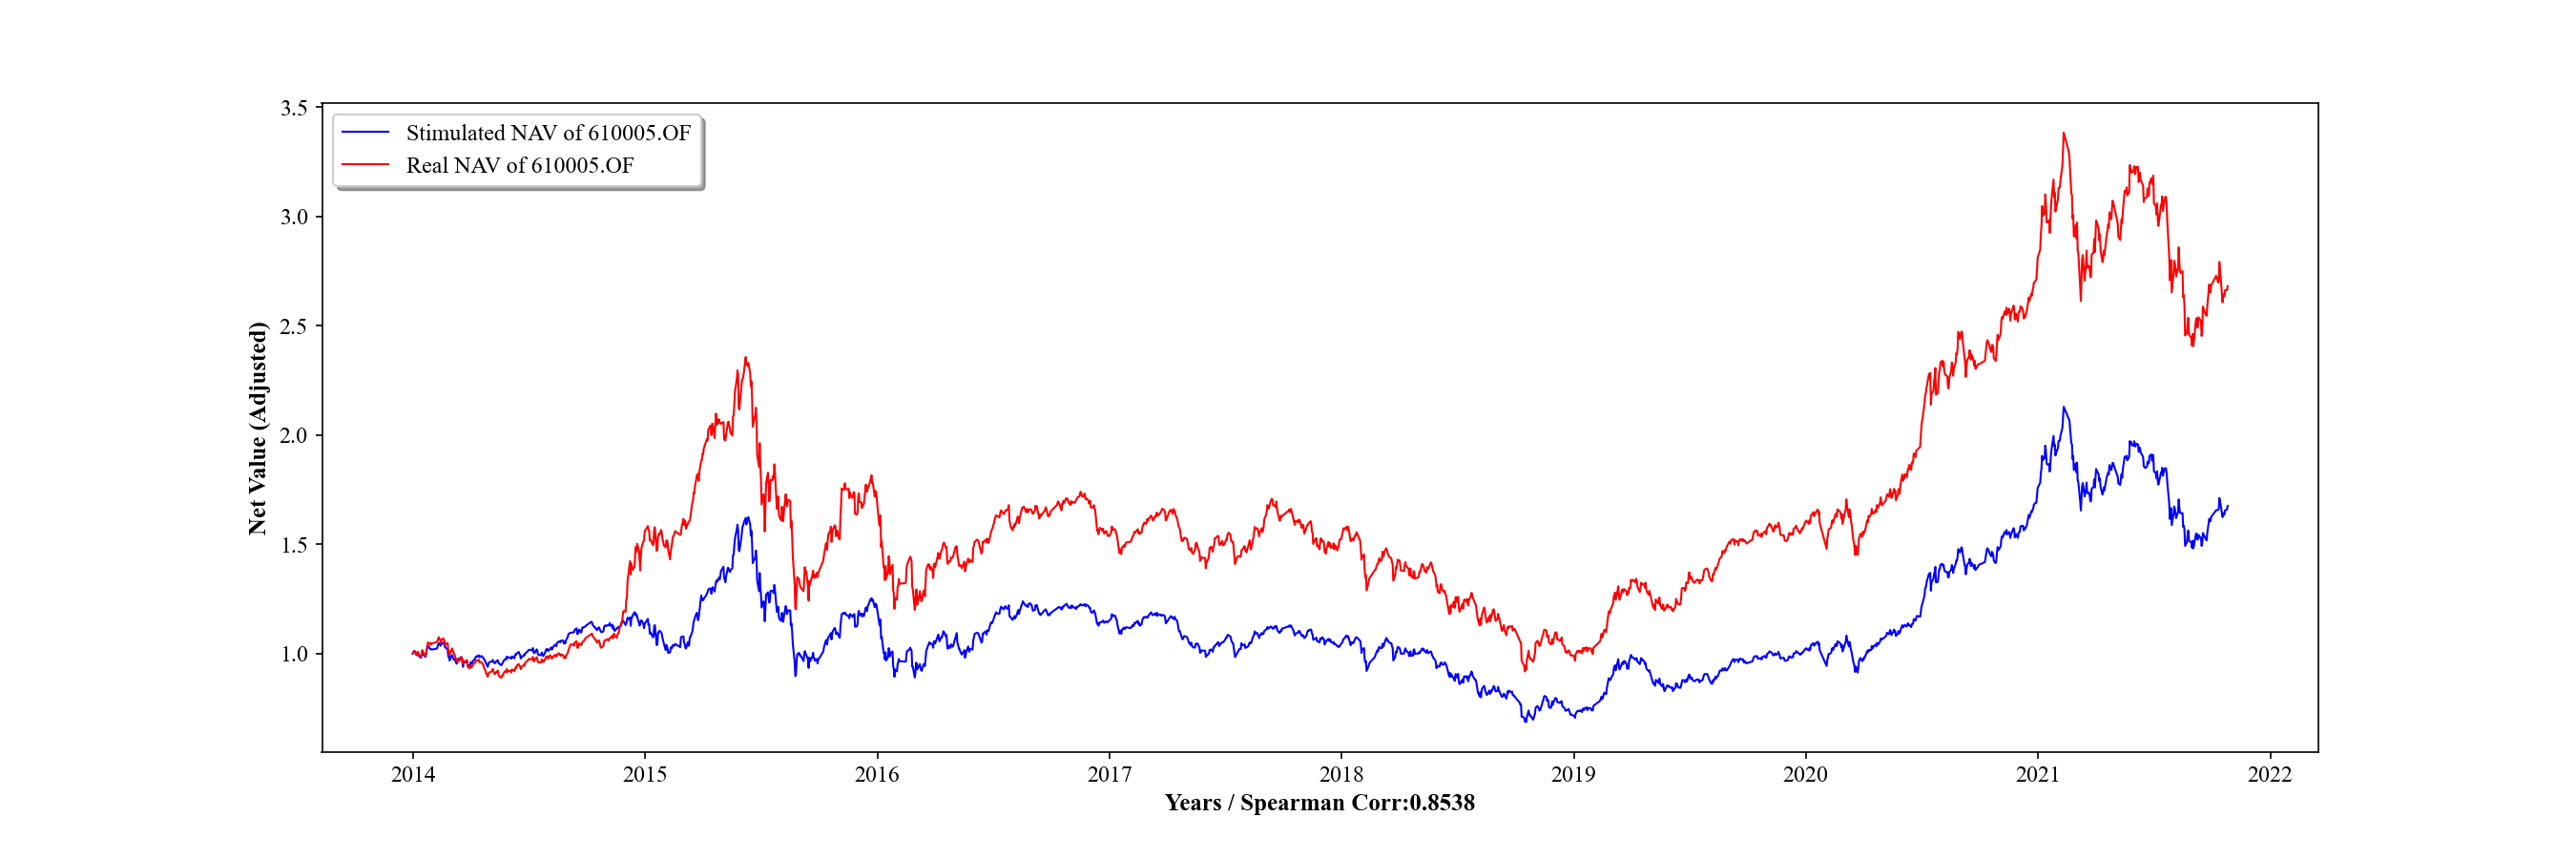 Stimulated NAV of 610005.OF
Real NAV of 610005.OF
Net Value (Adjusted)
3.5
3.0
2.5
2.0
1.5
1.0
2014 2015 2016 2017 2018 2019 2020 2021 2022
Years / Spearman Corr:0.8538